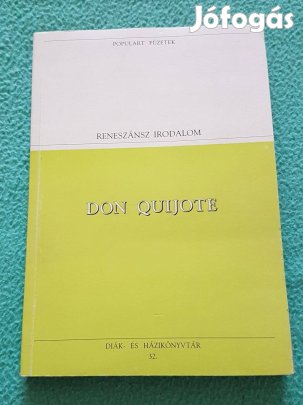 Jófogás
POPULART FÜZETEK
RENESZÁNSZ IRODALOM
DON QUIJOTE
DIÁK- ÉS HÁZIKÖNYVTÁR
52.